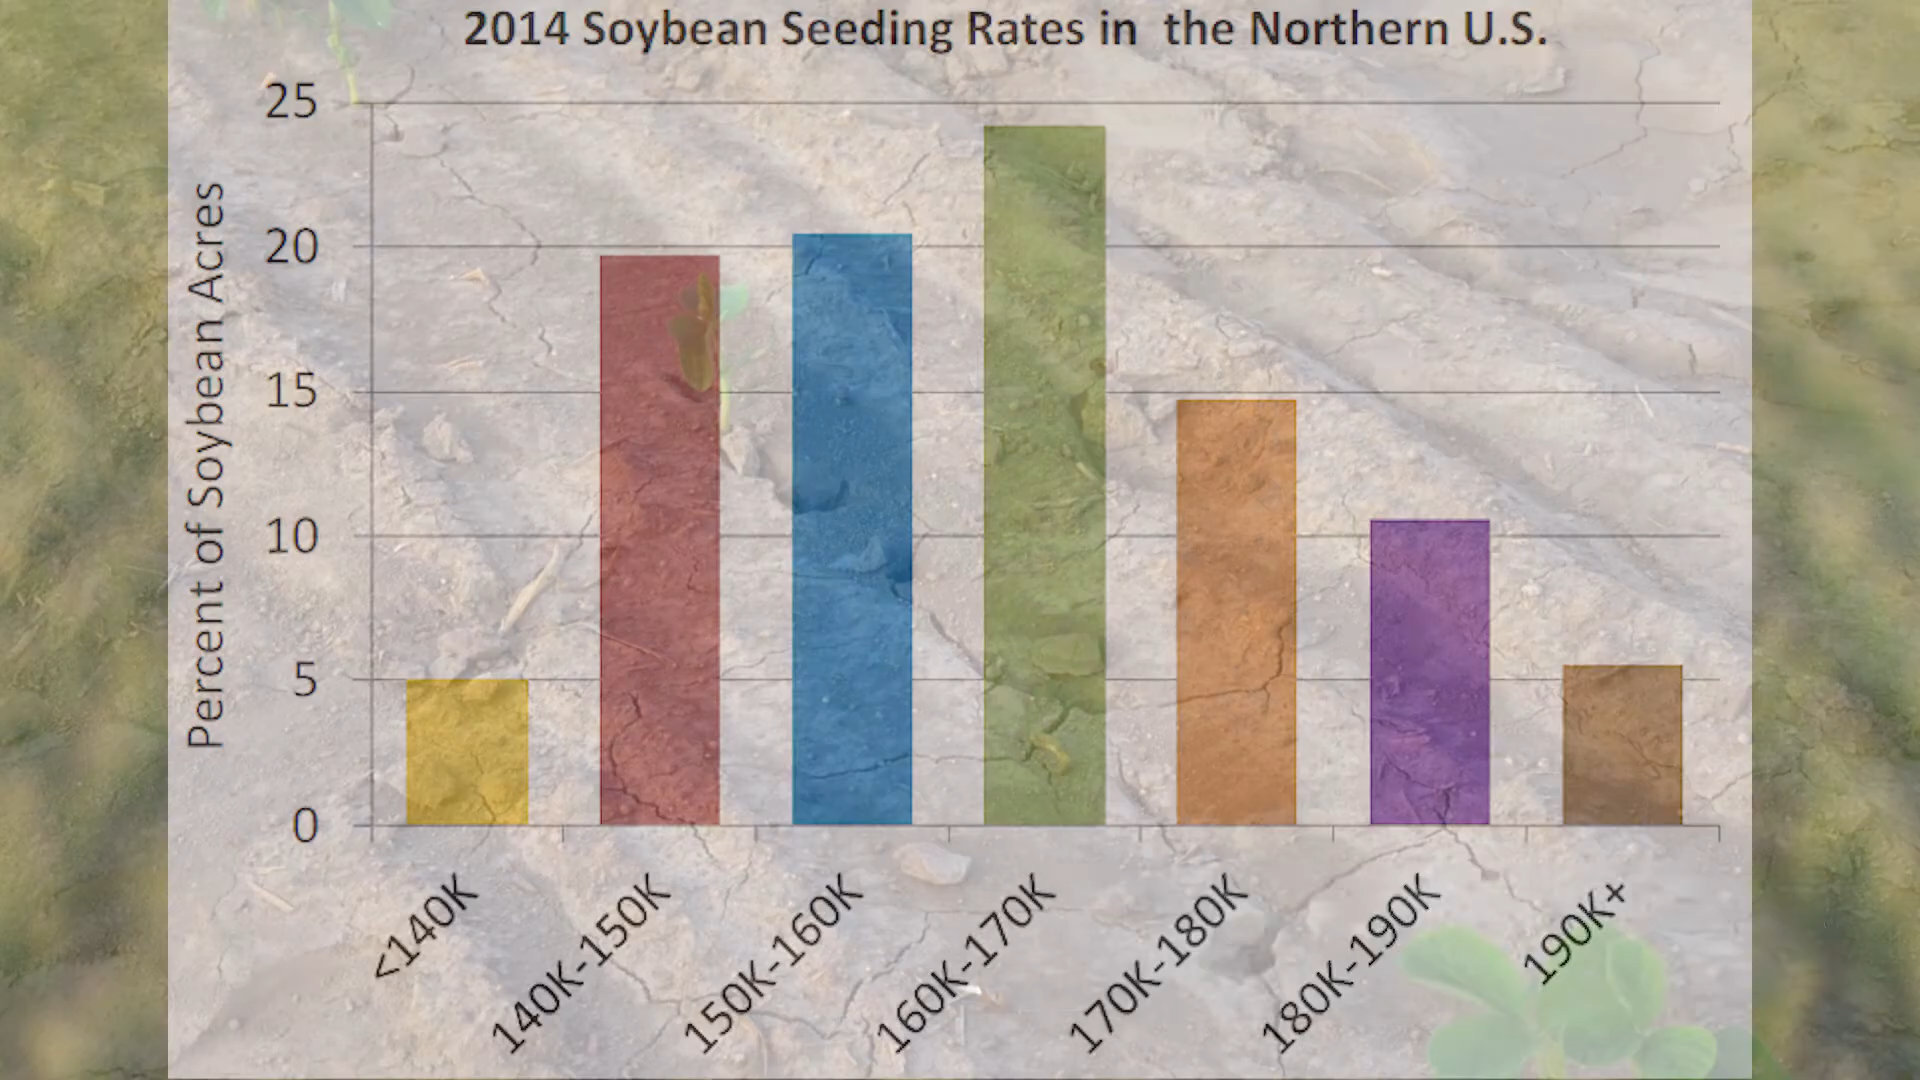 2014 Soybean Seeding Rates in the Northern U.S.
Percent of Soybean Acres
25
20
15
10
5
0
<140K
140K-150K
150K-160K
160K-170K
170K-180K
180K-190K
190K+